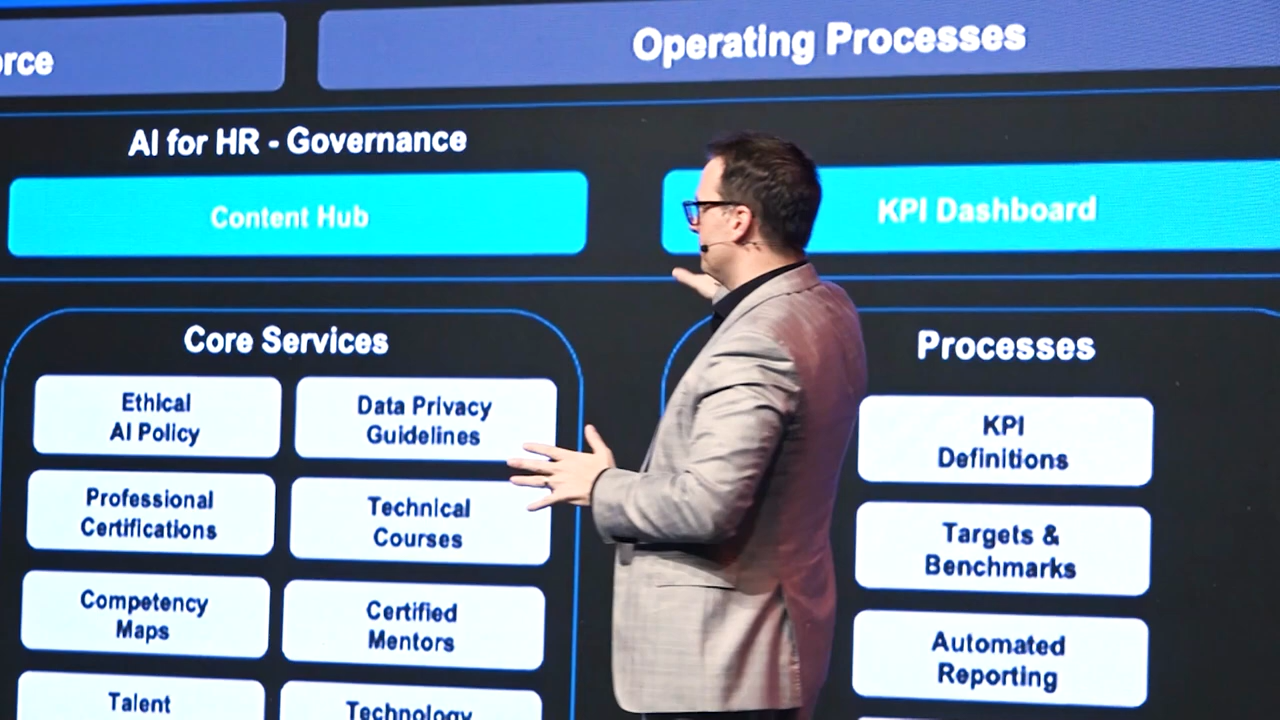 Operating Processes
AI for HR - Governance
Content Hub
KPI Dashboard
Core Services
Ethical
AI Policy
Data Privacy
Guidelines
Professional
Certifications
Technical
Courses
Competency
Maps
Certified
Mentors
Talent
Technology
Processes
KPI
Definitions
Targets &
Benchmarks
Automated
Reporting